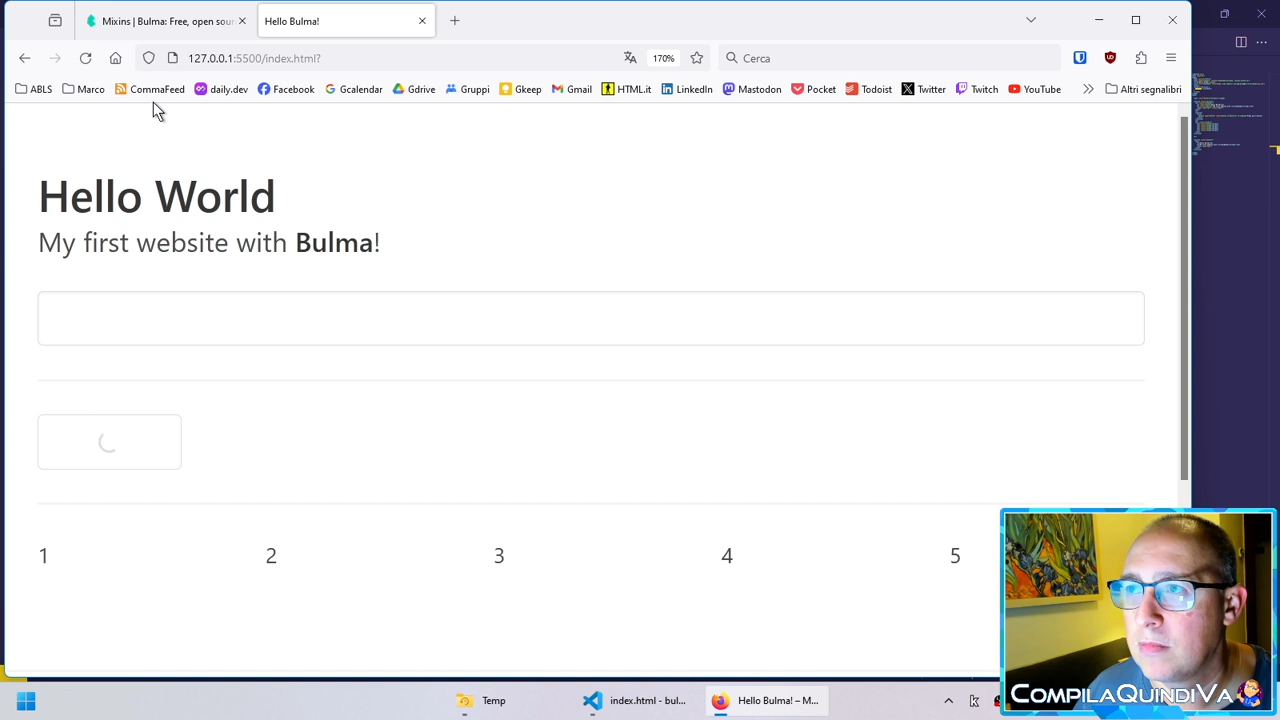 Mixins | Bulma: Free, open sour
Hello Bulma!
127.0.0.1:5500/index.html?
170%
Cerca
ABLS
Marco
CommaFeed
daily.dev
Facebook
Gcalendar
Gdrive
Gruppi
Gkeep
Gmail
HTML.it
LinkedIn
Mastodon
Pocket
Todoist
Twitter
Twitch
YouTube
Altri segnalibri
Hello World
My first website with Bulma!
1 2 3 4 5
COMPILAQUINDIVA
Temp
index.html - bul...
Hello Bulma! – M...